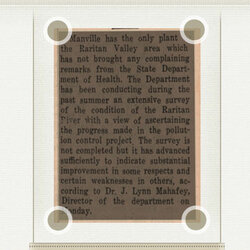 Manville has the only plant
the Raritan Valley area which
has not brought any complaining
remarks from the State Depart-
ment of Health. The Department
has been conducting during the
past summer an extensive survey
of the condition of the Raritan
River with a view of ascertaining
the progress made in the pollut-
ion control project. The survey is
not completed but it has advanced
sufficiently to indicate substantial
improvement in some respects and
certain weaknesses in others, ac-
cording to Dr. J. Lynn Mahafey,
Director of the department on